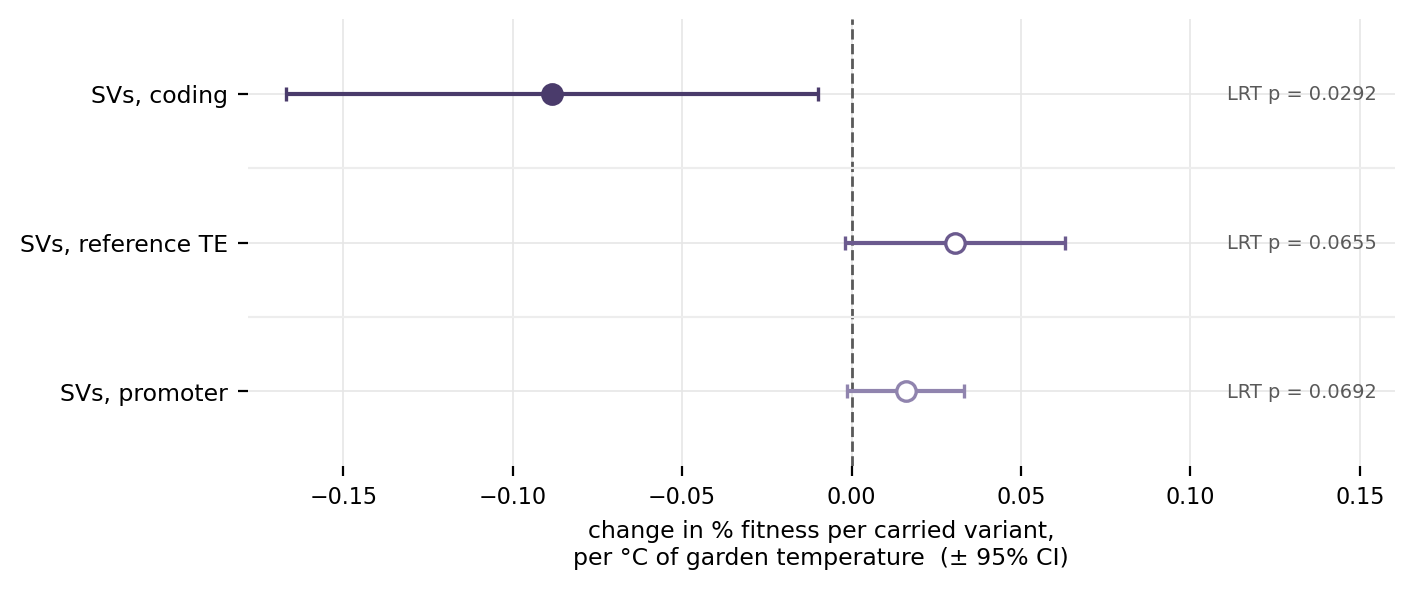 SVs, coding
LRT p = 0.0292
SVs, reference TE
LRT p = 0.0655
SVs, promoter
LRT p = 0.0692
−0.15
−0.10
−0.05
0.00
0.05
0.10
0.15
change in % fitness per carried variant,
per °C of garden temperature (± 95% CI)